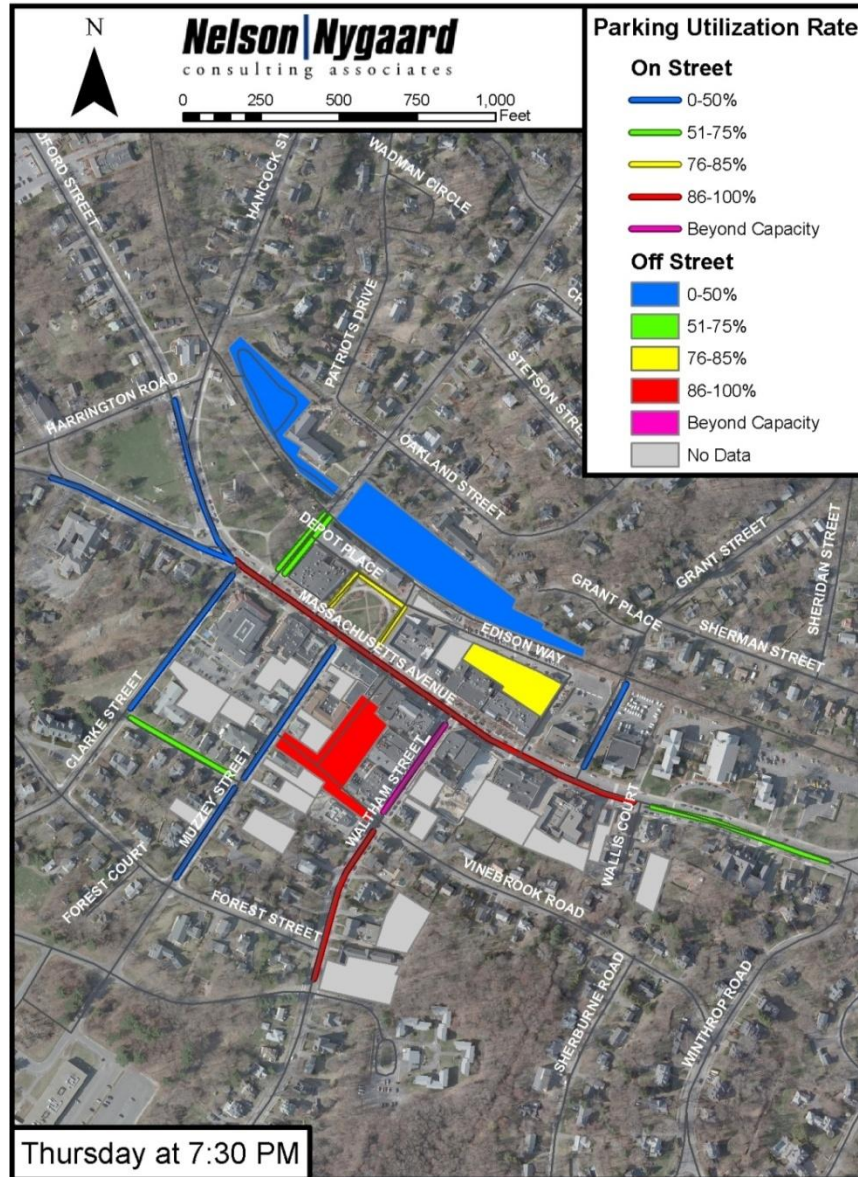 N
Nelson|Nygaard
consulting associates
0 250 500 750 1,000
Feet
Parking Utilization Rate
On Street
0-50%
51-75%
76-85%
86-100%
Beyond Capacity
Off Street
0-50%
51-75%
76-85%
86-100%
Beyond Capacity
No Data
DFORD STREET
HANCOCK ST
WADMAN CIRCLE
PATRIOTS DRIVE
CH
STETSON STREE
HARRINGTON ROAD
OAKLAND STREET
DEPOT PLACE
GRANT STREET
SHERIDAN STREET
GRANT PLACE
SHERMAN STREET
EDISON WAY
MASSACHUSETTS AVENUE
CLARKE STREET
MUZZEY STREET
WALTHAM STREET
WALLIS COURT
FOREST COURT
FOREST STREET
VINEBROOK ROAD
SHERBURNE ROAD
WINTHROP ROAD
Thursday at 7:30 PM